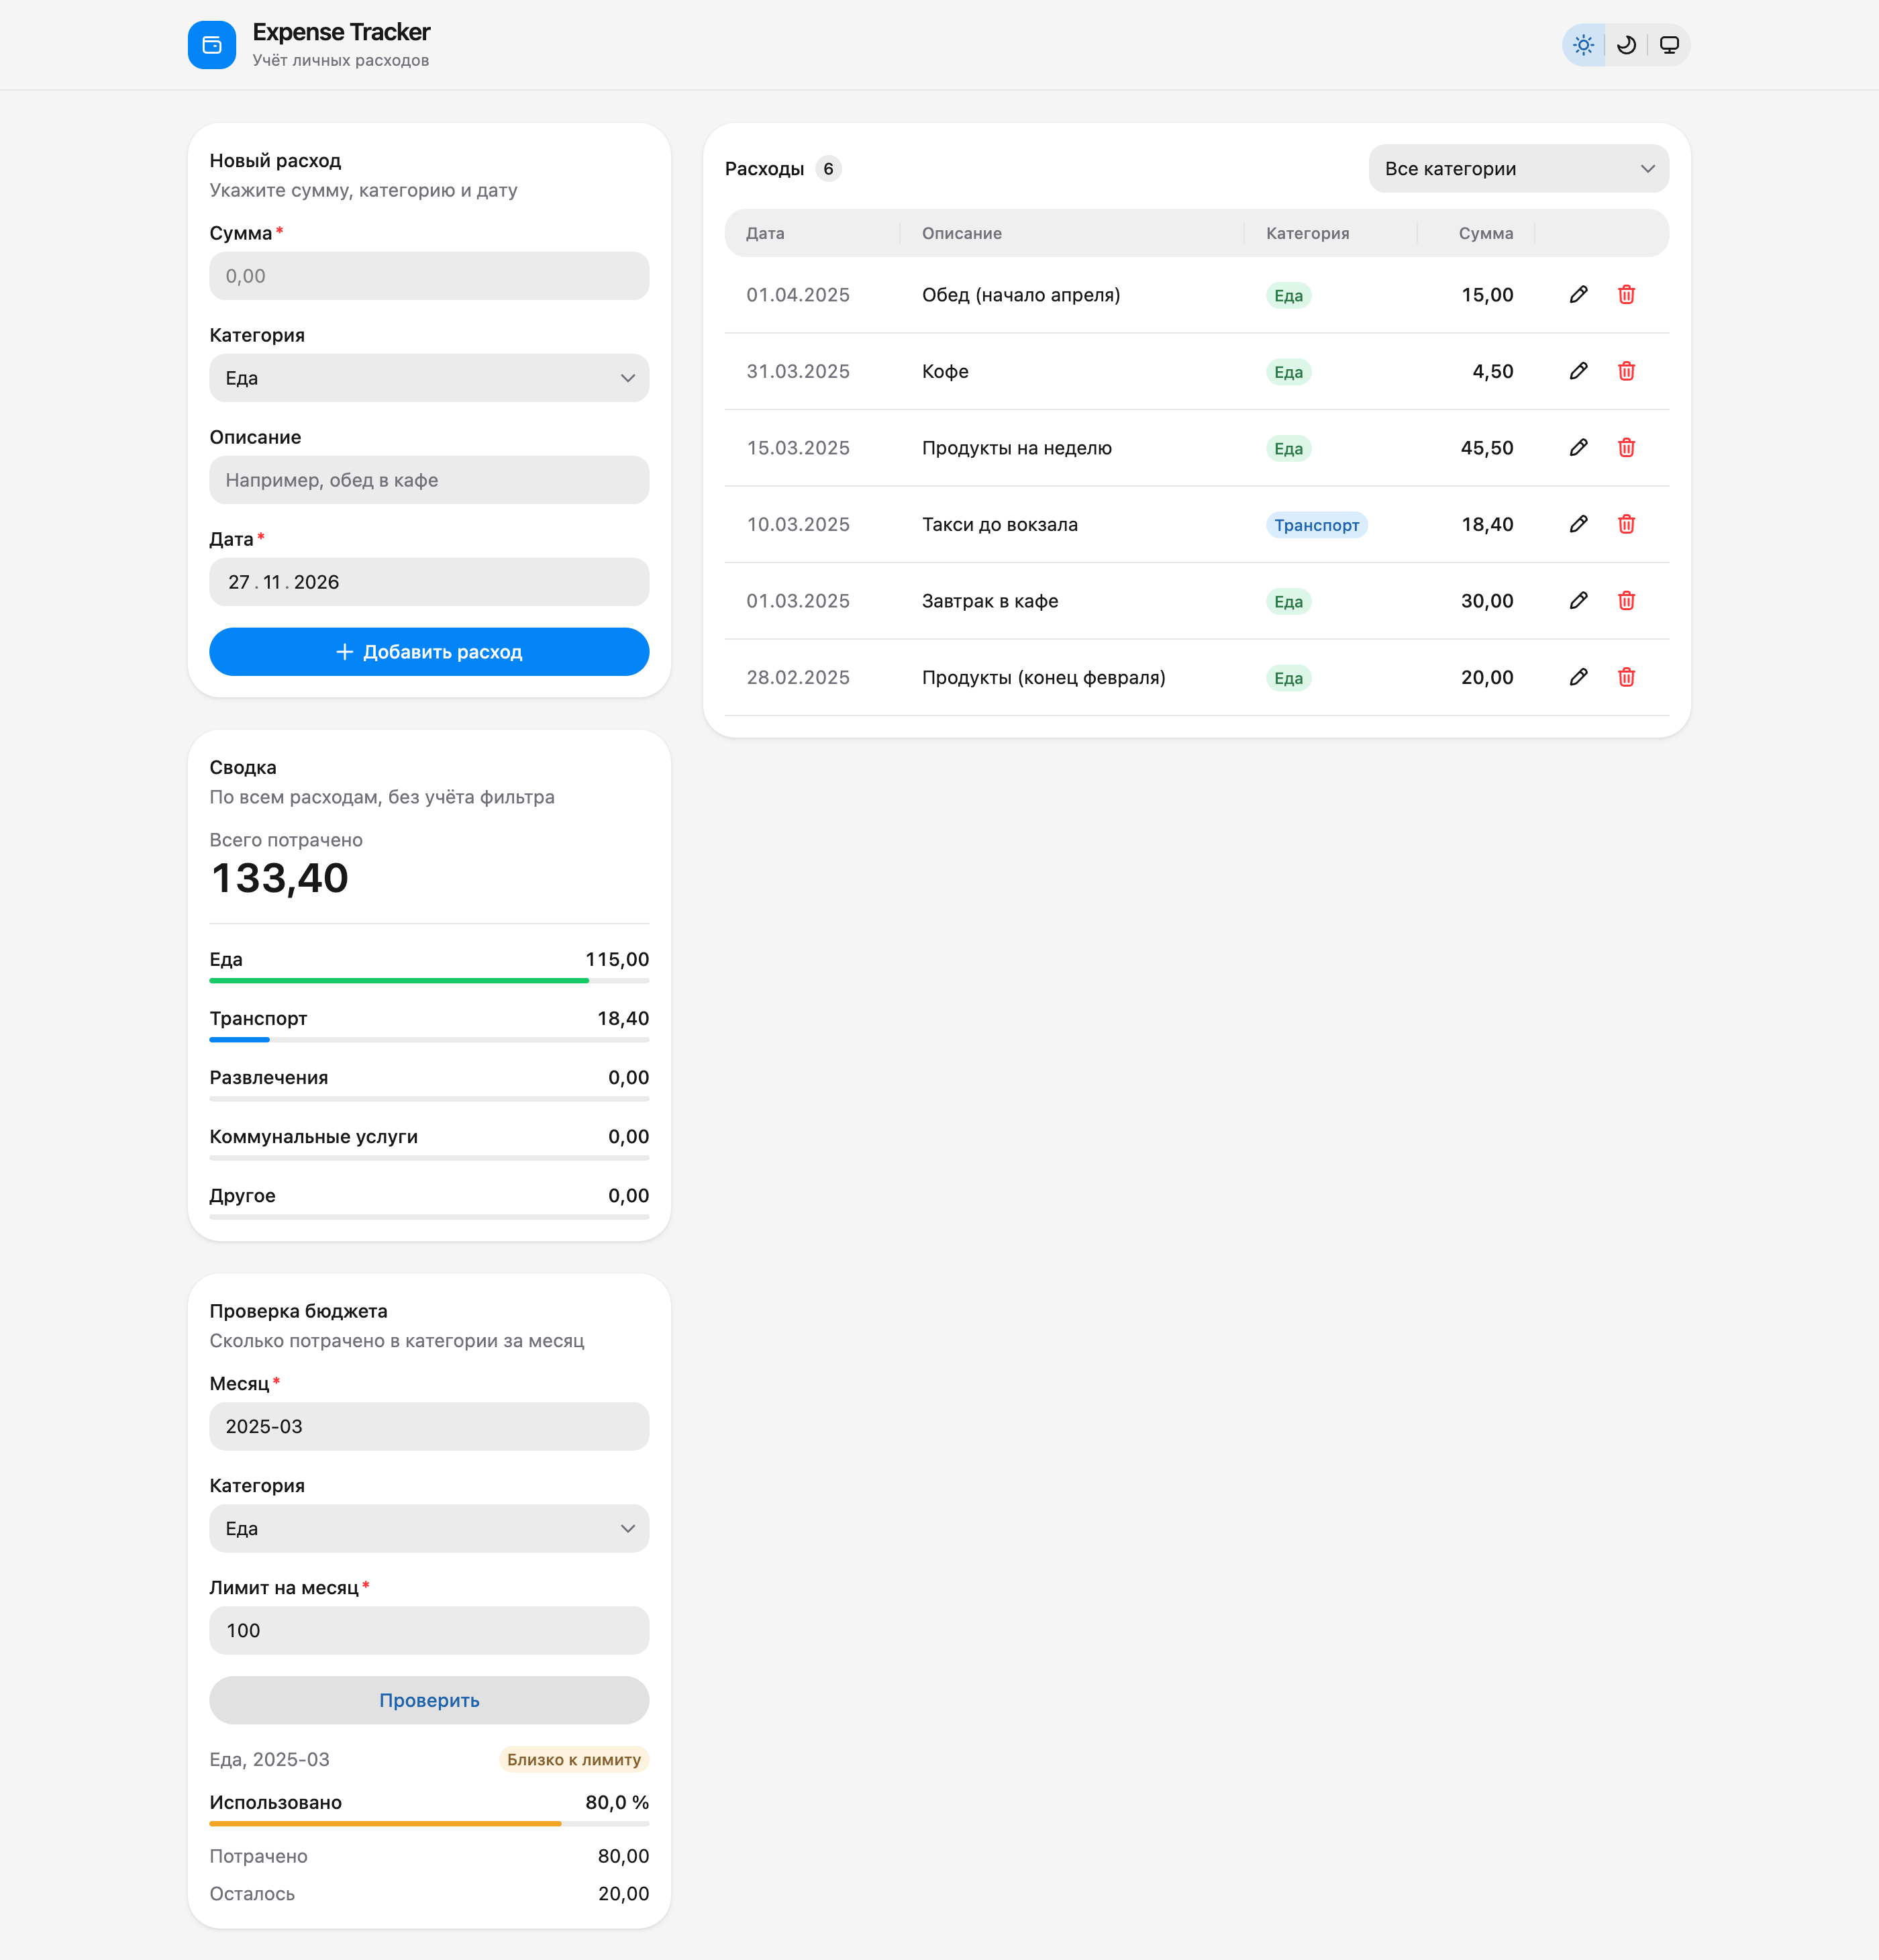 Expense Tracker
Учёт личных расходов
Новый расход
Укажите сумму, категорию и дату
Сумма*
0,00
Категория
Еда
Описание
Например, обед в кафе
Дата*
27.11.2026
Добавить расход
Сводка
По всем расходам, без учёта фильтра
Всего потрачено
133,40
Еда 115,00
Транспорт 18,40
Развлечения 0,00
Коммунальные услуги 0,00
Другое 0,00
Проверка бюджета
Сколько потрачено в категории за месяц
Месяц*
2025-03
Категория
Еда
Лимит на месяц*
100
Проверить
Еда, 2025-03 Близко к лимиту
Использовано 80,0 %
Потрачено 80,00
Осталось 20,00
Расходы 6 Все категории
Дата Описание Категория Сумма
01.04.2025 Обед (начало апреля) Еда 15,00
31.03.2025 Кофе Еда 4,50
15.03.2025 Продукты на неделю Еда 45,50
10.03.2025 Такси до вокзала Транспорт 18,40
01.03.2025 Завтрак в кафе Еда 30,00
28.02.2025 Продукты (конец февраля) Еда 20,00